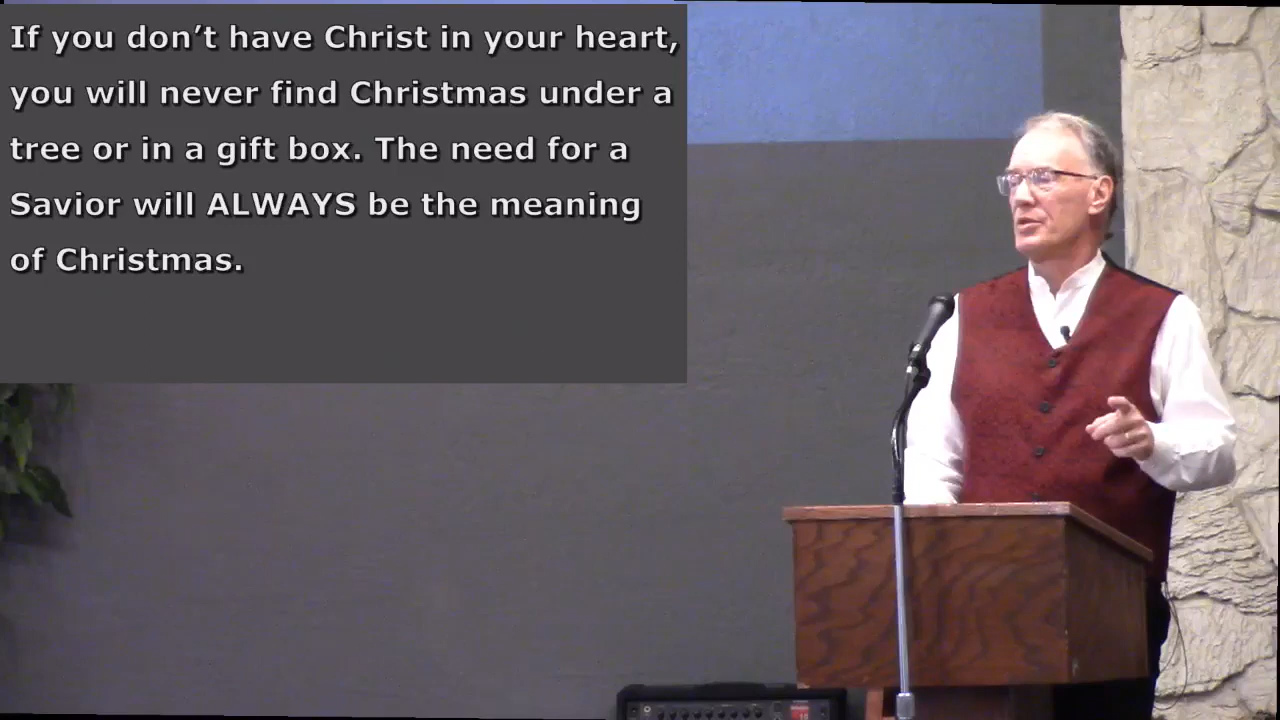 If you don’t have Christ in your heart,
you will never find Christmas under a
tree or in a gift box. The need for a
Savior will ALWAYS be the meaning
of Christmas.